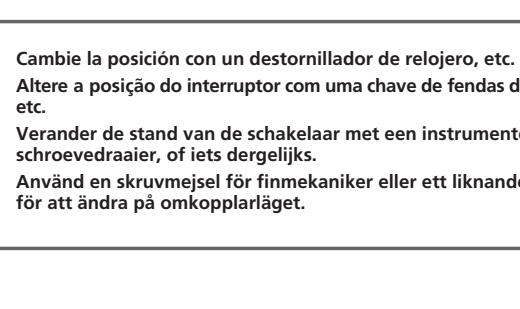 Cambie la posición con un destornillador de relojero, etc.
Altere a posição do interruptor com uma chave de fendas d
etc.
Verander de stand van de schakelaar met een instrumente
schroevedraaier, of iets dergelijks.
Använd en skruvmejsel för finmekaniker eller ett liknande
för att ändra på omkopplarläget.